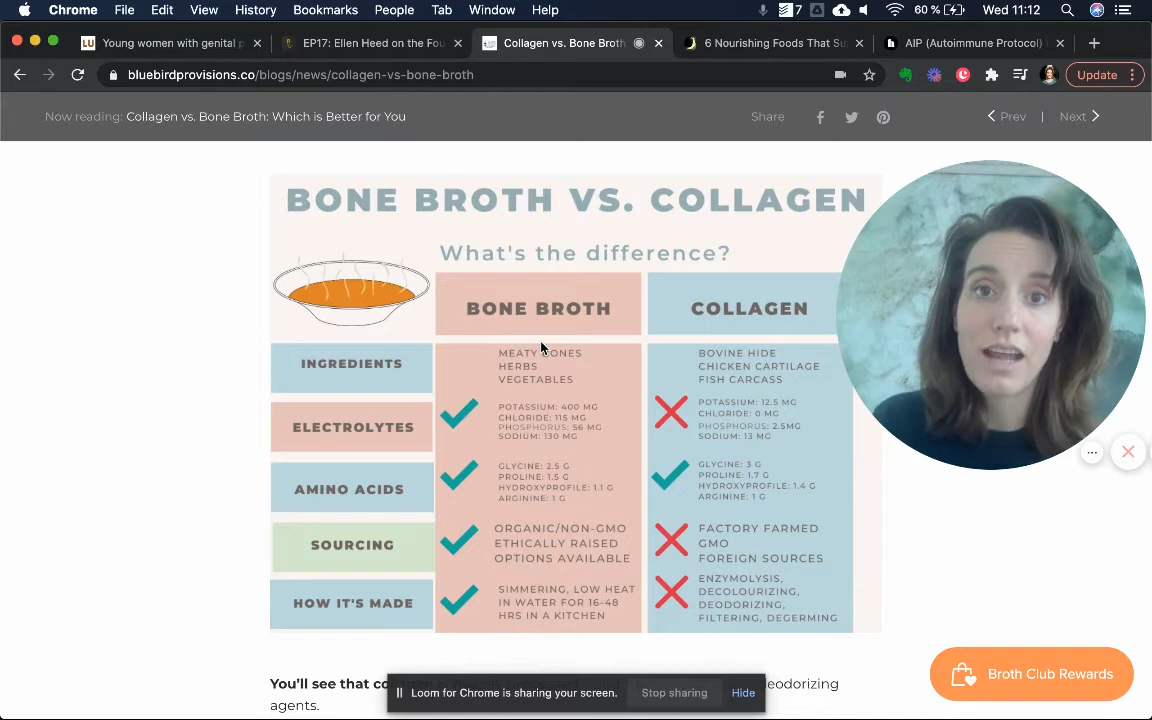 Chrome File Edit View History Bookmarks People Tab Window Help 7 60 % Wed 11:12
LU Young women with genital p EP17: Ellen Heed on the Fou Collagen vs. Bone Broth 6 Nourishing Foods That Su AIP (Autoimmune Protocol)
bluebirdprovisions.co/blogs/news/collagen-vs-bone-broth Update
Now reading: Collagen vs. Bone Broth: Which is Better for You Share Prev | Next
BONE BROTH VS. COLLAGEN
What's the difference?
BONE BROTH COLLAGEN
INGREDIENTS
MEATY BONES
HERBS
VEGETABLES
BOVINE HIDE
CHICKEN CARTILAGE
FISH CARCASS
ELECTROLYTES
POTASSIUM: 400 MG
CHLORIDE: 115 MG
PHOSPHORUS: 56 MG
SODIUM: 130 MG
POTASSIUM: 12.5 MG
CHLORIDE: 0 MG
PHOSPHORUS: 2.5MG
SODIUM: 13 MG
AMINO ACIDS
GLYCINE: 2.5 G
PROLINE: 1.5 G
HYDROXYPROFILE: 1.1 G
ARGININE: 1 G
GLYCINE: 3 G
PROLINE: 1.7 G
HYDROXYPROFILE: 1.4 G
ARGININE: 1 G
SOURCING
ORGANIC/NON-GMO
ETHICALLY RAISED
OPTIONS AVAILABLE
FACTORY FARMED
GMO
FOREIGN SOURCES
HOW IT'S MADE
SIMMERING, LOW HEAT
IN WATER FOR 16-48
HRS IN A KITCHEN
ENZYMOLYSIS,
DECOLOURIZING,
DEODORIZING,
FILTERING, DEGERMING
You'll see that eodorizing
agents.
Loom for Chrome is sharing your screen. Stop sharing Hide
Broth Club Rewards